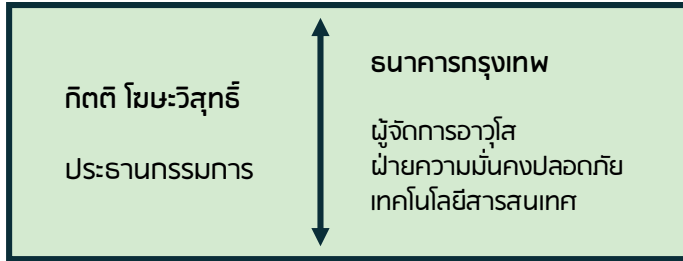 กิตติ โฆษะวิสุทธิ์
ประธานกรรมการ
ธนาคารกรุงเทพ
ผู้จัดการอาวุโส
ฝ่ายความมั่นคงปลอดภัย
เทคโนโลยีสารสนเทศ